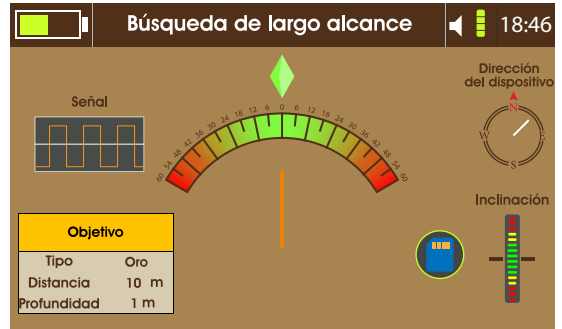 Búsqueda de largo alcance
18:46
Dirección
del dispositivo
N
W
E
S
Señal
60 54 48 42 36 30 24 18 12 6 0 6 12 18 24 30 36 42 48 54 60
Inclinación
Objetivo
Tipo Oro
Distancia 10 m
Profundidad 1 m